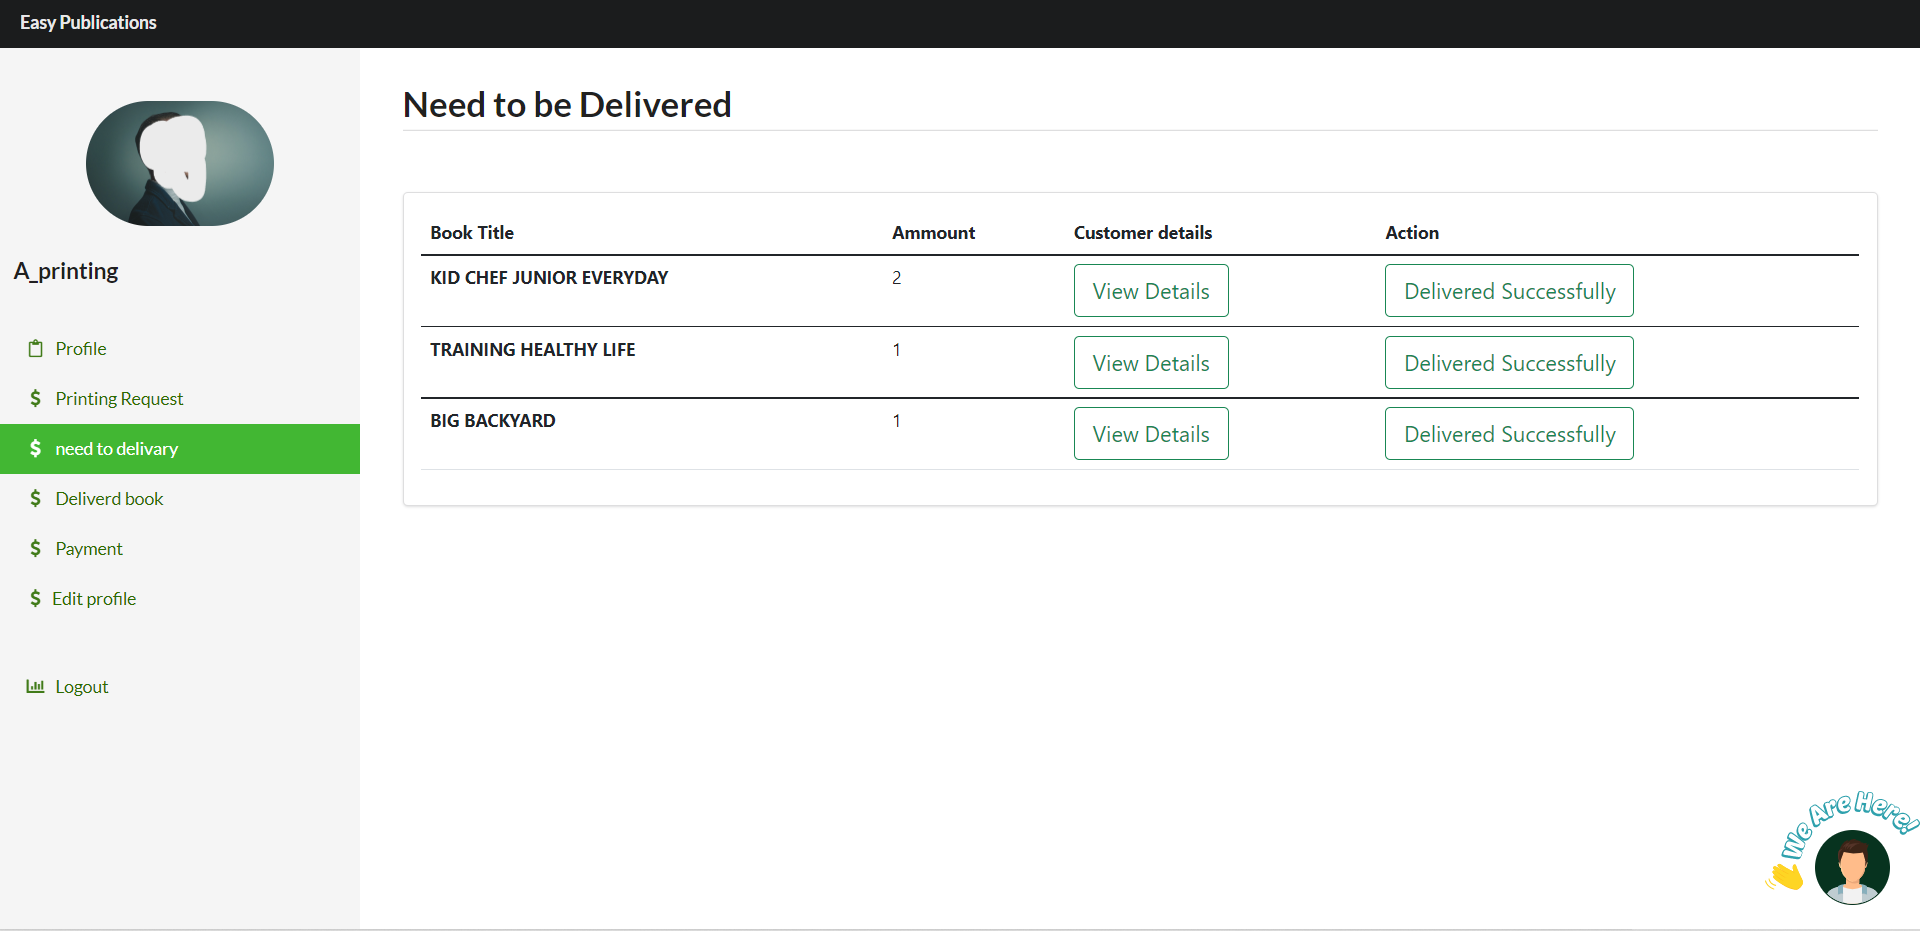 Easy Publications
A_printing
Profile
Printing Request
need to delivary
Deliverd book
Payment
Edit profile
Logout
Need to be Delivered
Book Title Ammount Customer details Action
KID CHEF JUNIOR EVERYDAY 2 View Details Delivered Successfully
TRAINING HEALTHY LIFE 1 View Details Delivered Successfully
BIG BACKYARD 1 View Details Delivered Successfully
We Are Here!